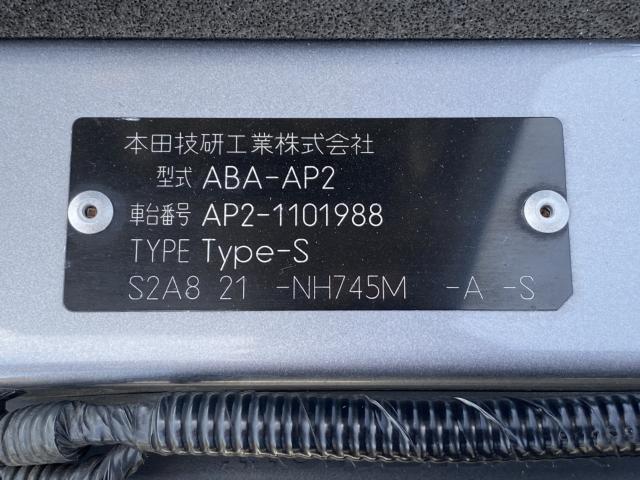 本田技研工業株式会社
型式 ABA-AP2
車台番号 AP2-1101988
TYPE Type-S
S2A8 21 -NH745M -A -S